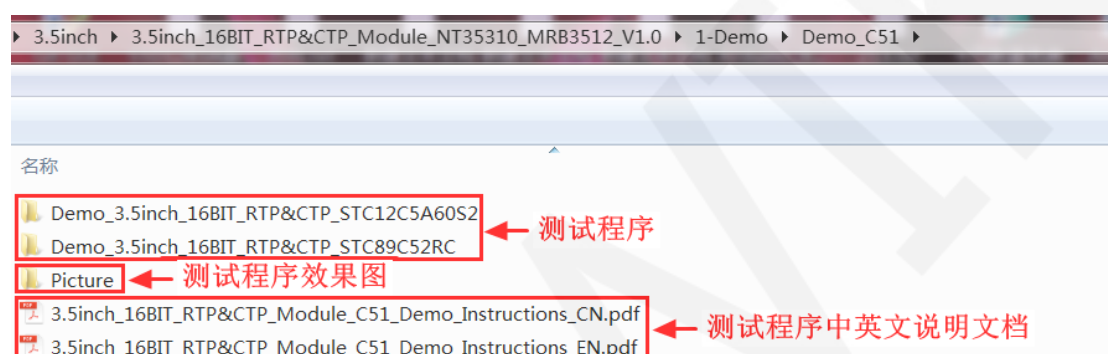 3.5inch ▸ 3.5inch_16BIT_RTP&CTP_Module_NT35310_MRB3512_V1.0 ▸ 1-Demo ▸ Demo_C51
名称
Demo_3.5inch_16BIT_RTP&CTP_STC12C5A60S2
测试程序
Demo_3.5inch_16BIT_RTP&CTP_STC89C52RC
Picture 测试程序效果图
3.5inch_16BIT_RTP&CTP_Module_C51_Demo_Instructions_CN.pdf
测试程序中英文说明文档
3.5inch_16BIT_RTP&CTP_Module_C51_Demo_Instructions_EN.pdf